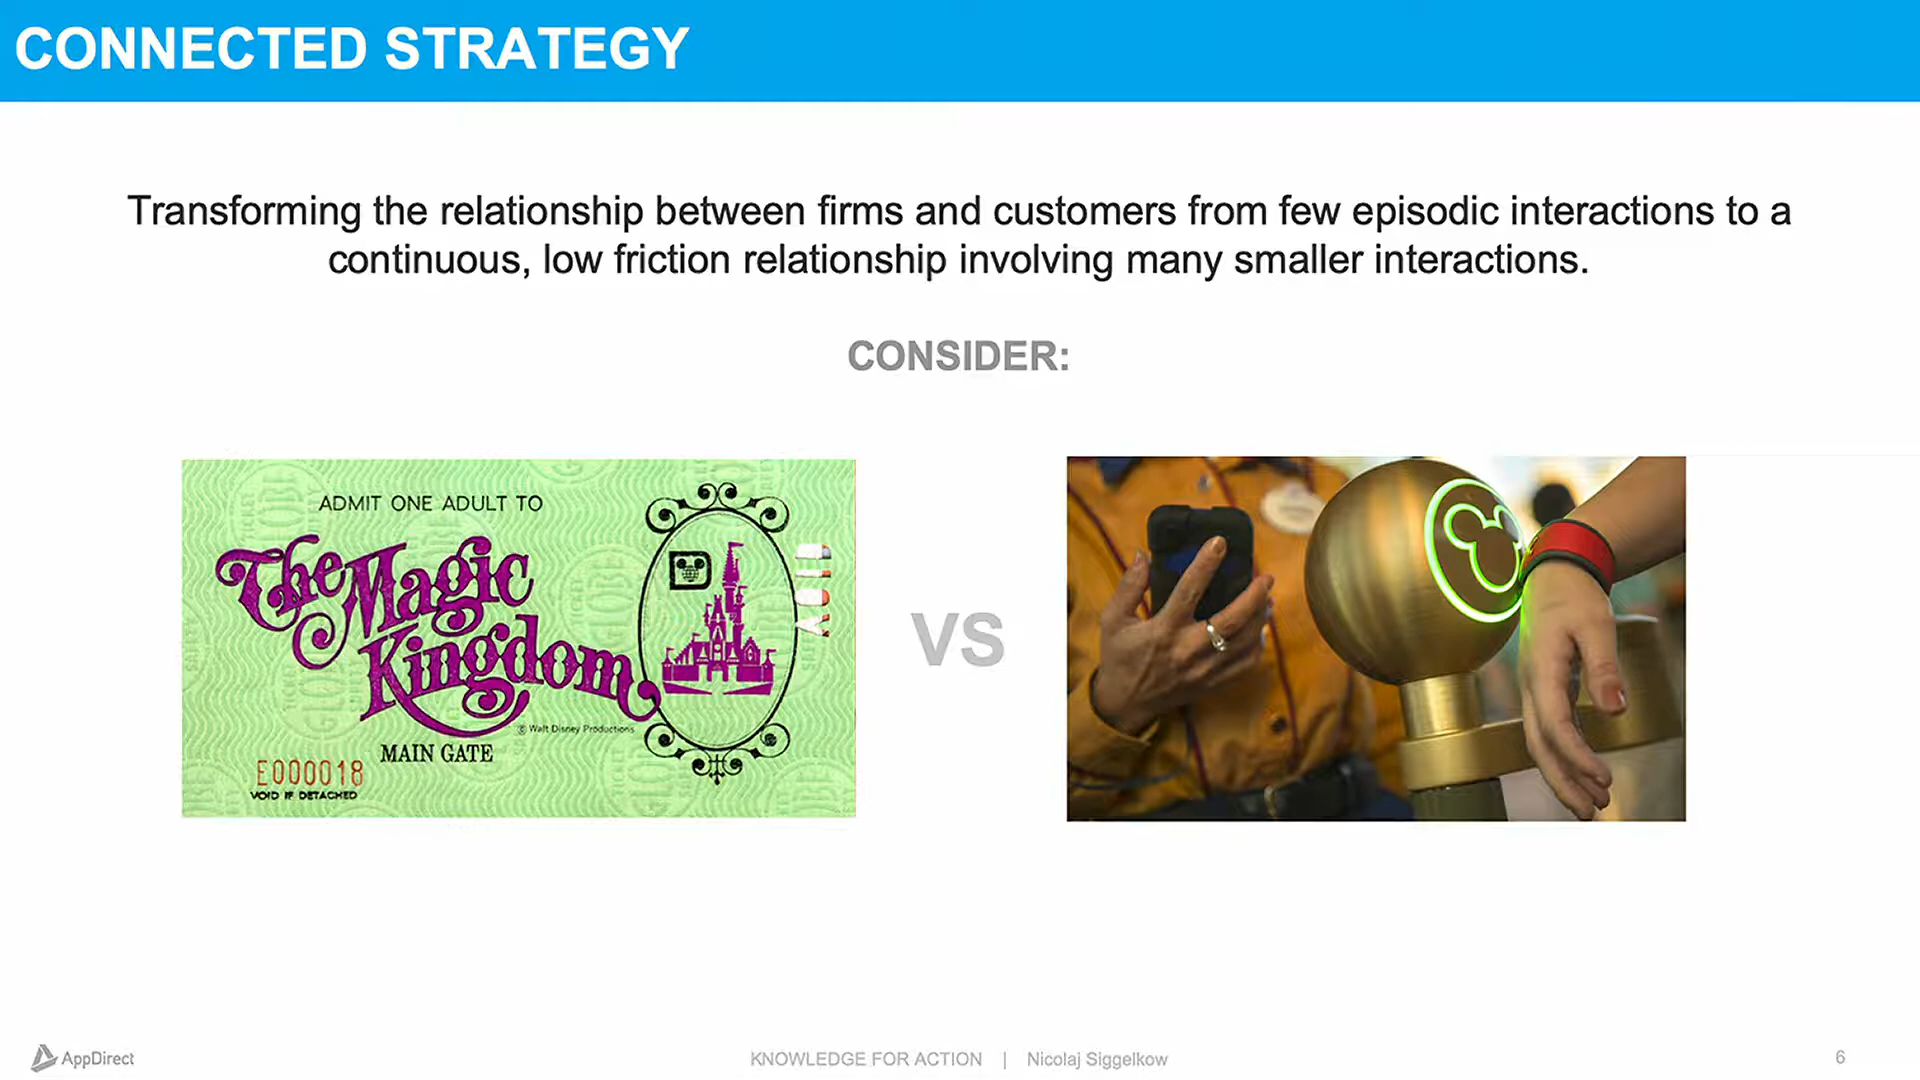 CONNECTED STRATEGY
Transforming the relationship between firms and customers from few episodic interactions to a
continuous, low friction relationship involving many smaller interactions.
CONSIDER:
ADMIT ONE ADULT TO
The Magic
Kingdom
© Walt Disney Productions
MAIN GATE
E000018
VOID IF DETACHED
VS
AppDirect
KNOWLEDGE FOR ACTION | Nicolaj Siggelkow
6